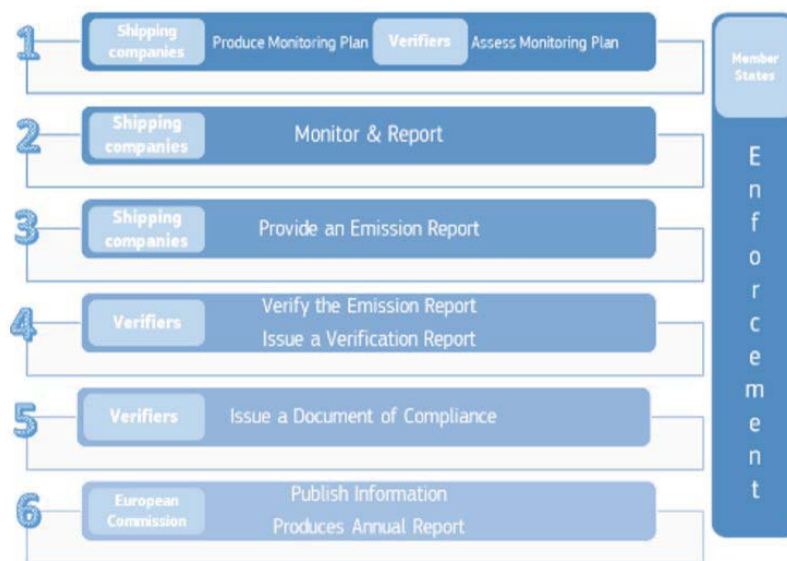 1 Shipping companies Produce Monitoring Plan Verifiers Assess Monitoring Plan
2 Shipping companies Monitor & Report
3 Shipping companies Provide an Emission Report
4 Verifiers Verify the Emission Report
Issue a Verification Report
5 Verifiers Issue a Document of Compliance
6 European Commission Publish Information
Produces Annual Report
Member
States
Enforcement